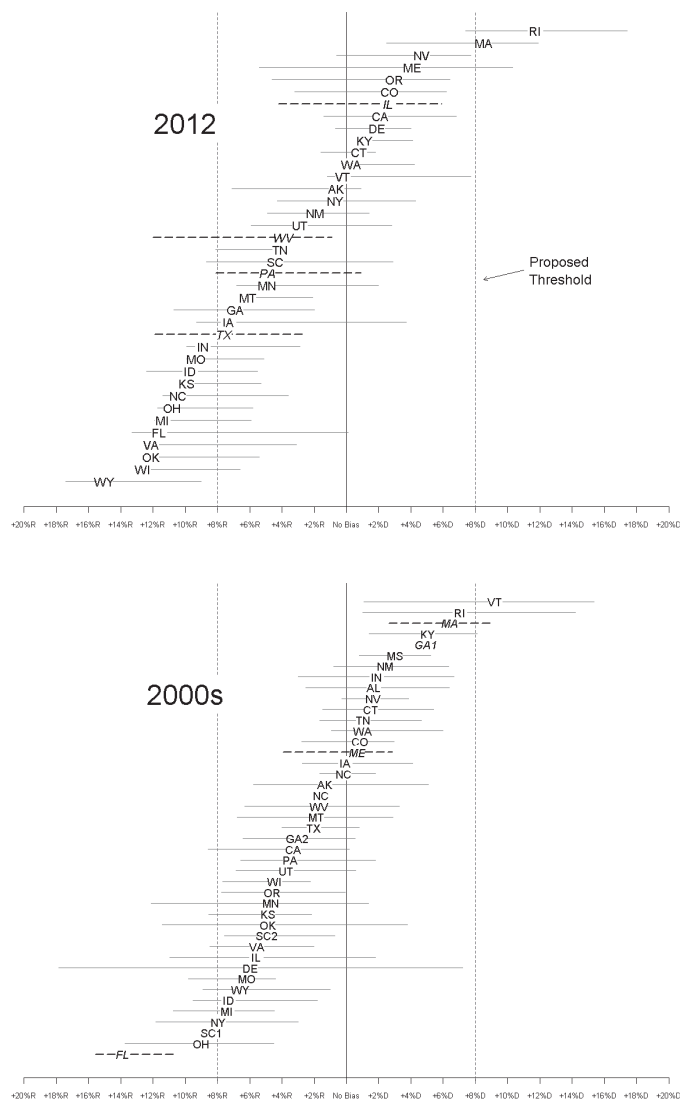 RI
MA
NV
ME
OR
CO
IL
CA
2012
DE
KY
CT
WA
VT
AK
NY
NM
UT
WV
TN
SC
Proposed
PA
Threshold
MN
MT
GA
IA
TX
IN
MO
ID
KS
NC
OH
MI
FL
VA
OK
WI
WY
+20%R +18%R +16%R +14%R +12%R +10%R +8%R +6%R +4%R +2%R No Bias +2%D +4%D +6%D +8%D +10%D +12%D +14%D +16%D +18%D +20%D
VT
RI
MA
KY
GA1
MS
NM
IN
AL
2000s
NV
CT
TN
WA
CO
ME
IA
NC
AK
NC
WV
MT
TX
GA2
CA
PA
UT
WI
OR
MN
KS
OK
SC2
VA
IL
DE
MO
WY
ID
MI
NY
SC1
OH
FL
+20%R +18%R +16%R +14%R +12%R +10%R +8%R +6%R +4%R +2%R No Bias +2%D +4%D +6%D +8%D +10%D +12%D +14%D +16%D +18%D +20%D